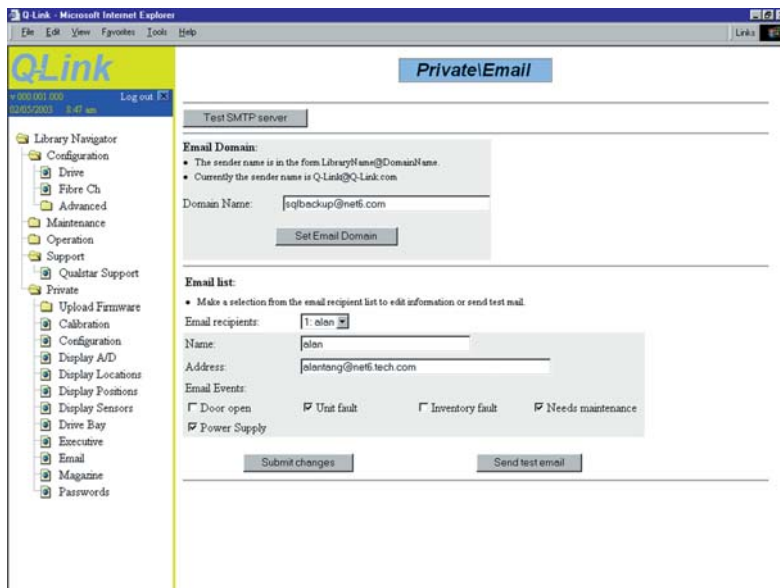 Q-Link - Microsoft Internet Explorer
File Edit View Favorites Tools Help
Links
Q-Link
v 000.001.000 Log out
02/05/2003 8:47 am
Library Navigator
Configuration
Drive
Fibre Ch
Advanced
Maintenance
Operation
Support
Qualstar Support
Private
Upload Firmware
Calibration
Configuration
Display A/D
Display Locations
Display Positions
Display Sensors
Drive Bay
Executive
Email
Magazine
Passwords
Private\Email
Test SMTP server
Email Domain:
• The sender name is in the form LibraryName@DomainName.
• Currently the sender name is Q-Link@Q-Link.com
Domain Name: sqlbackup@net6.com
Set Email Domain
Email list:
• Make a selection from the email recipient list to edit information or send test mail.
Email recipients: 1: alan
Name: alan
Address: alantang@net6.tech.com
Email Events:
Door open Unit fault Inventory fault Needs maintenance
Power Supply
Submit changes Send test email